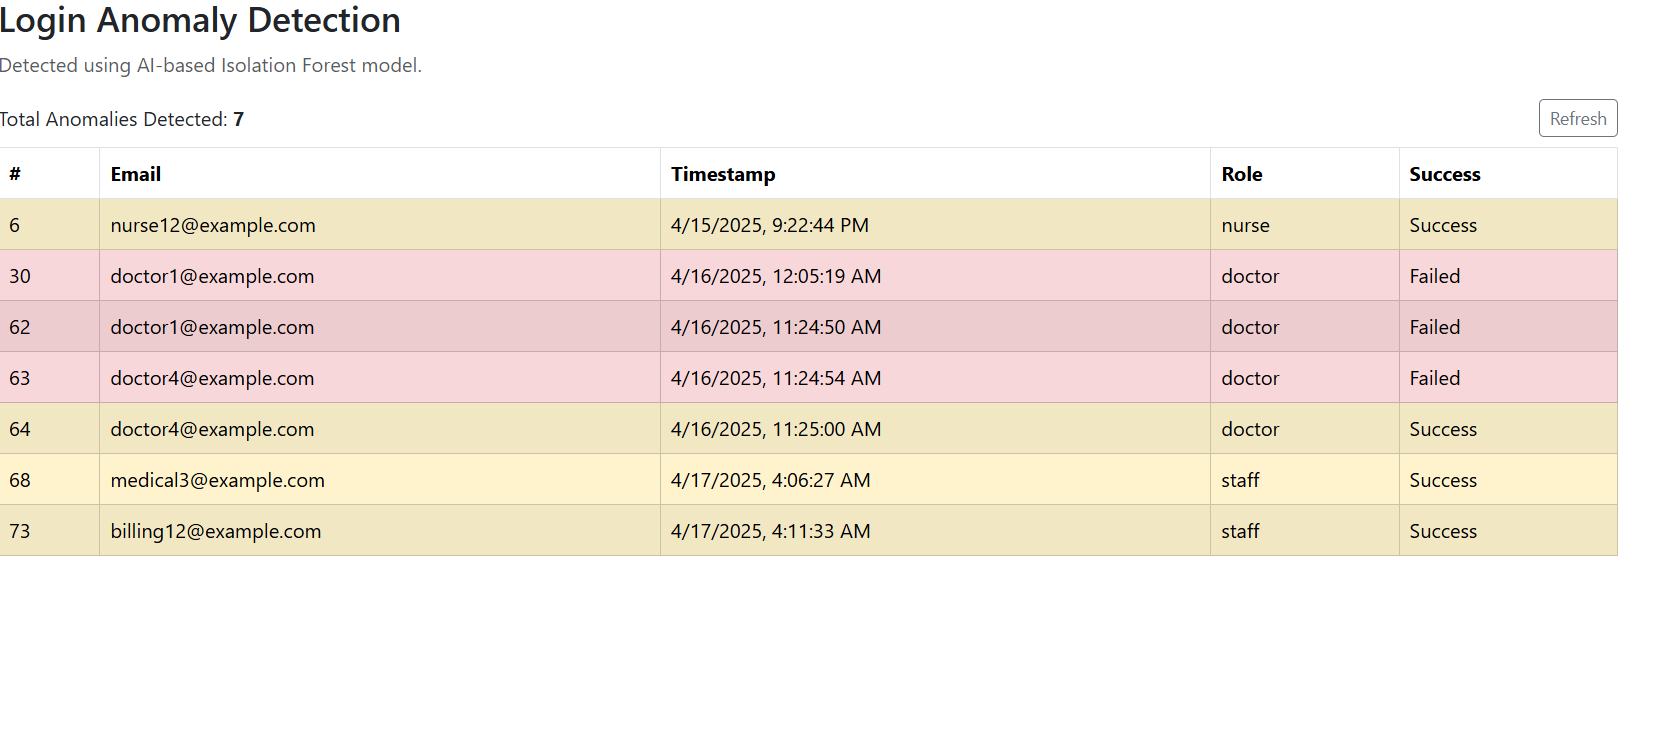 Login Anomaly Detection
Detected using AI-based Isolation Forest model.
Total Anomalies Detected: 7
Refresh
# Email Timestamp Role Success
6 nurse12@example.com 4/15/2025, 9:22:44 PM nurse Success
30 doctor1@example.com 4/16/2025, 12:05:19 AM doctor Failed
62 doctor1@example.com 4/16/2025, 11:24:50 AM doctor Failed
63 doctor4@example.com 4/16/2025, 11:24:54 AM doctor Failed
64 doctor4@example.com 4/16/2025, 11:25:00 AM doctor Success
68 medical3@example.com 4/17/2025, 4:06:27 AM staff Success
73 billing12@example.com 4/17/2025, 4:11:33 AM staff Success